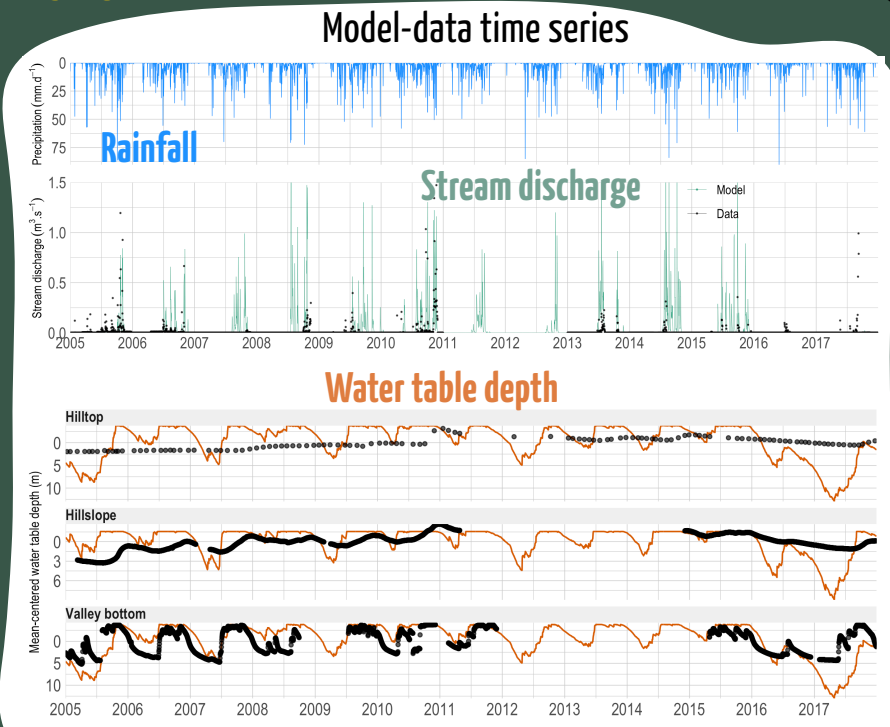 Model-data time series
Precipitation (mm.d⁻¹)
0
25
50
75
Rainfall
Stream discharge
Stream discharge (m³.s⁻¹)
1.5
1.0
0.5
0.0
Model
Data
2005 2006 2007 2008 2009 2010 2011 2012 2013 2014 2015 2016 2017
Water table depth
Mean-centered water table depth (m)
Hilltop
0
5
10
Hillslope
0
3
6
Valley bottom
0
5
10
2005 2006 2007 2008 2009 2010 2011 2012 2013 2014 2015 2016 2017